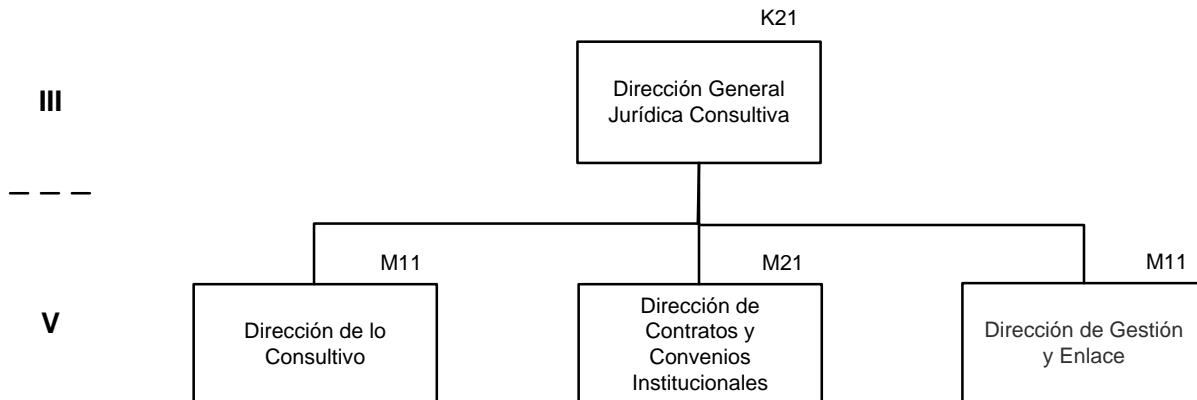 K21
III
Dirección General
Jurídica Consultiva
M11
M21
M11
V
Dirección de lo
Consultivo
Dirección de
Contratos y
Convenios
Institucionales
Dirección de Gestión
y Enlace